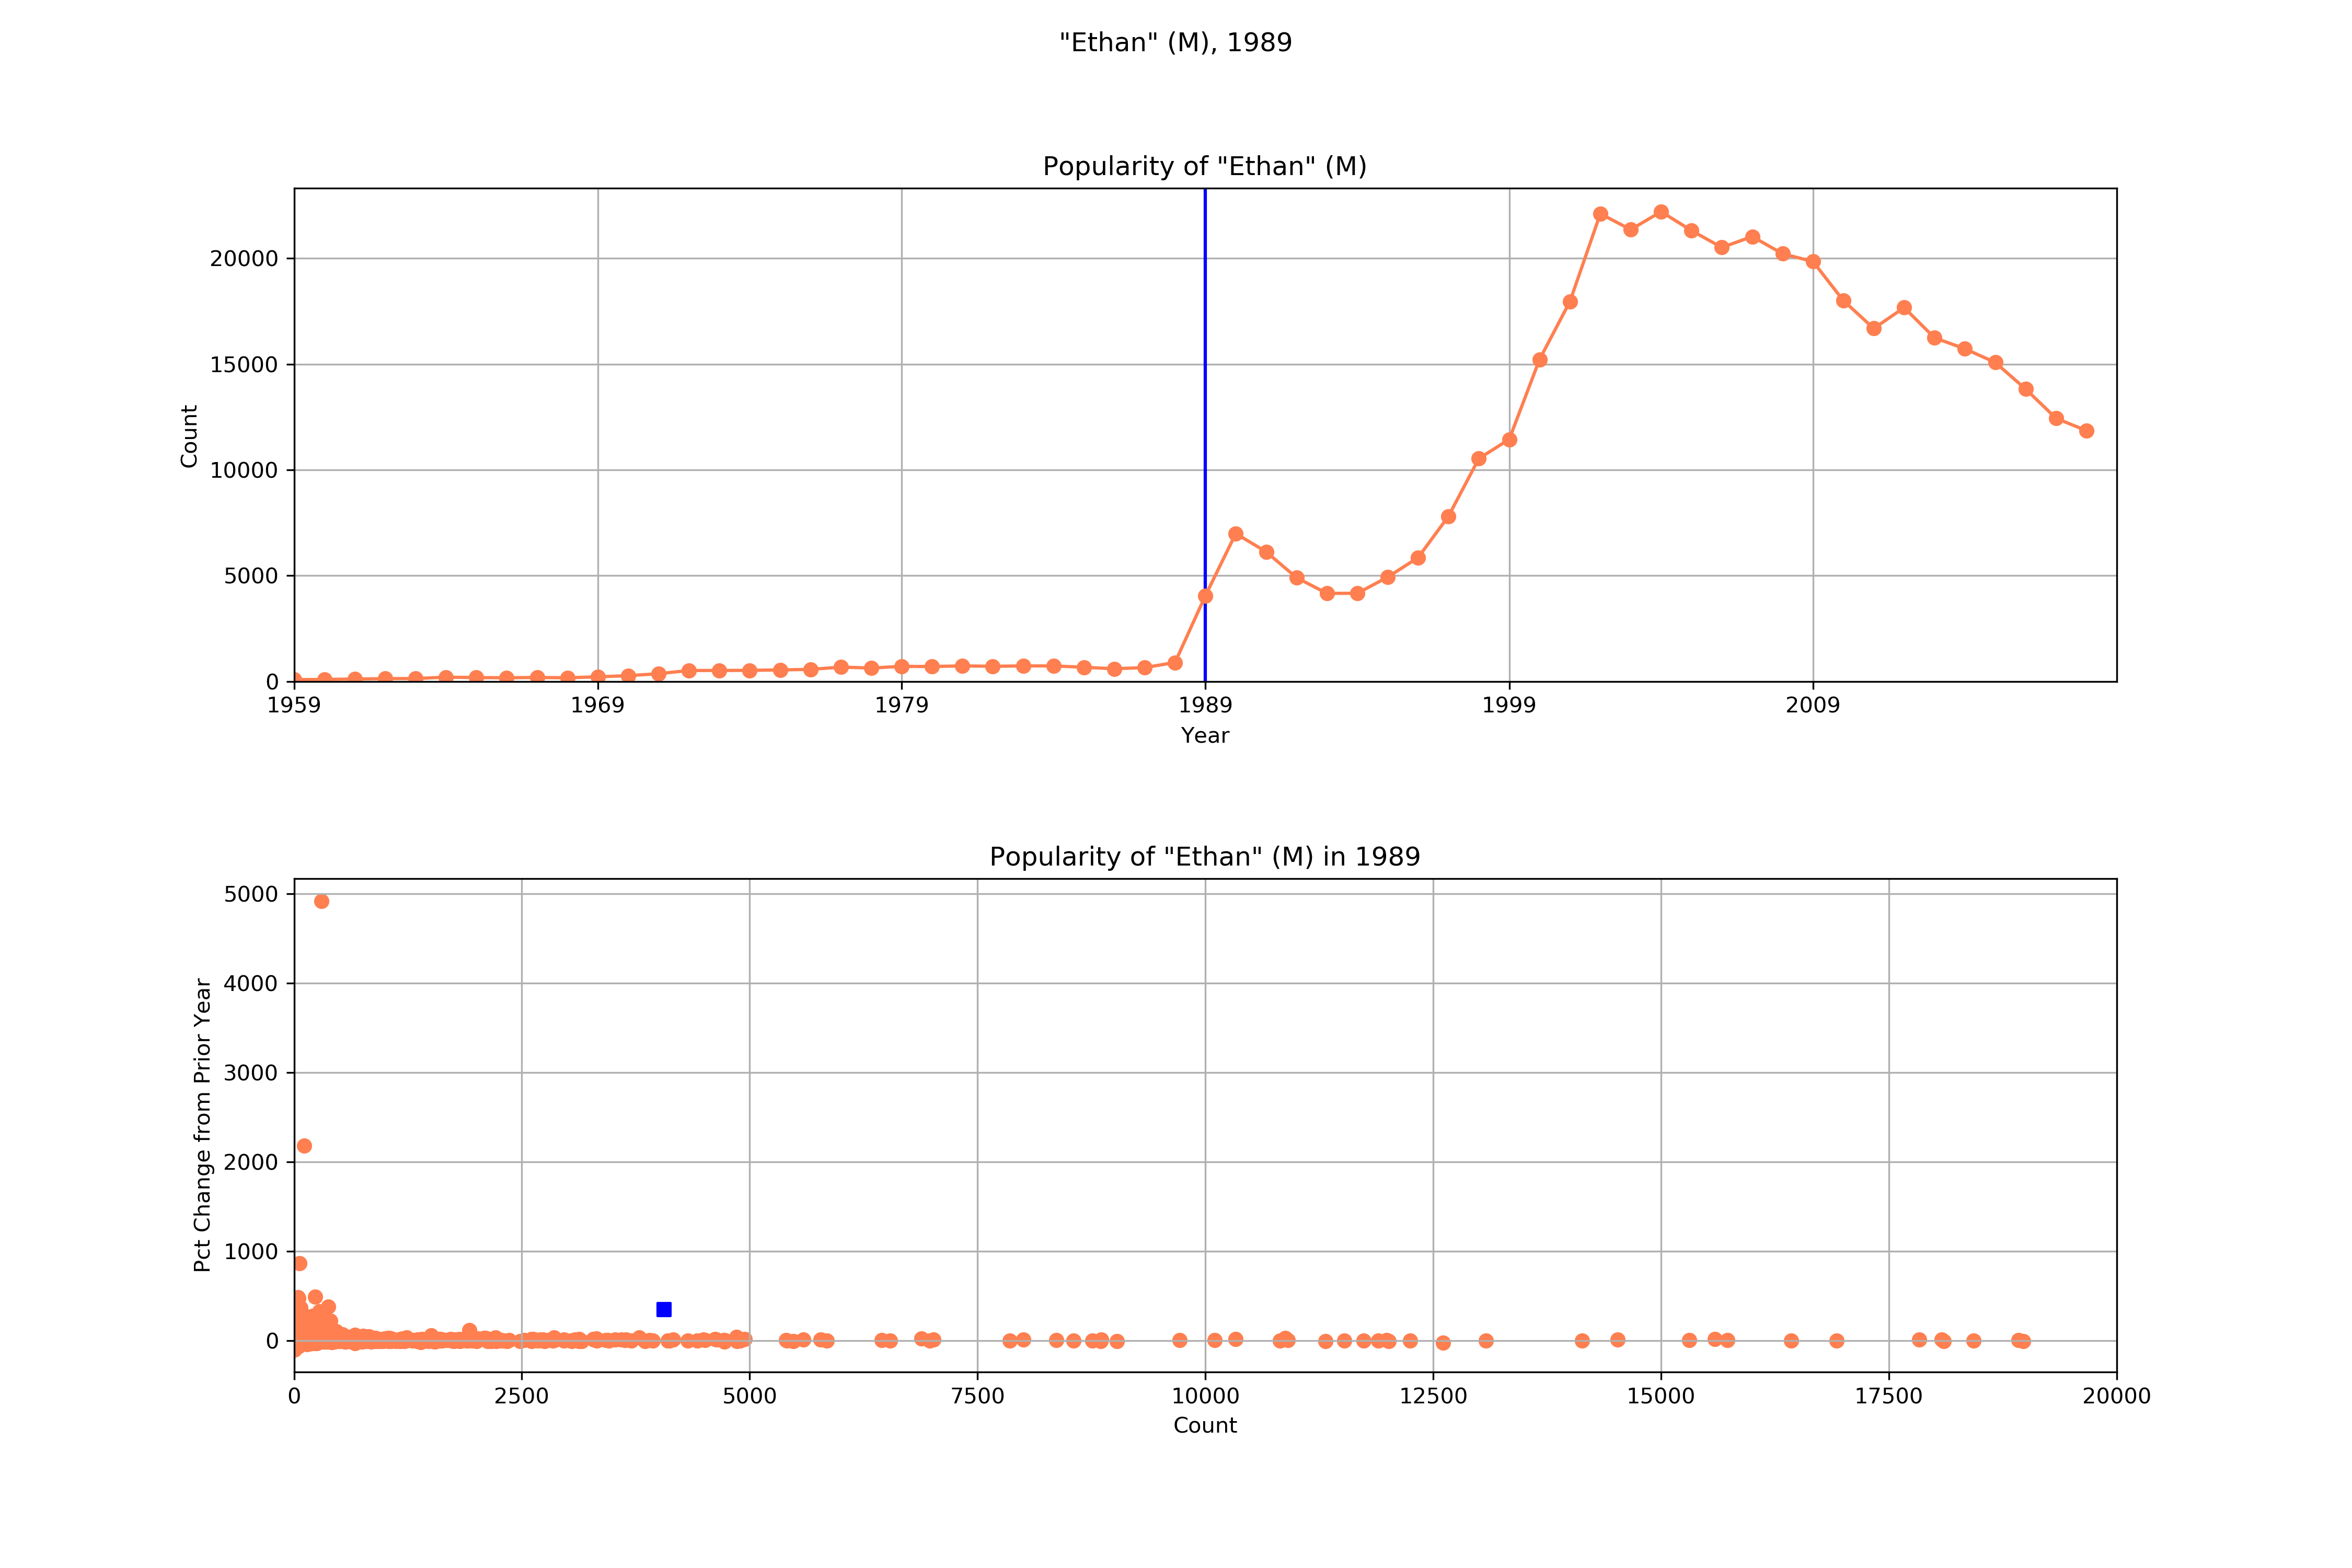 "Ethan" (M), 1989
Popularity of "Ethan" (M)
20000
15000
10000
5000
0
Count
1959 1969 1979 1989 1999 2009
Year
Popularity of "Ethan" (M) in 1989
5000
4000
3000
2000
1000
0
Pct Change from Prior Year
0 2500 5000 7500 10000 12500 15000 17500 20000
Count